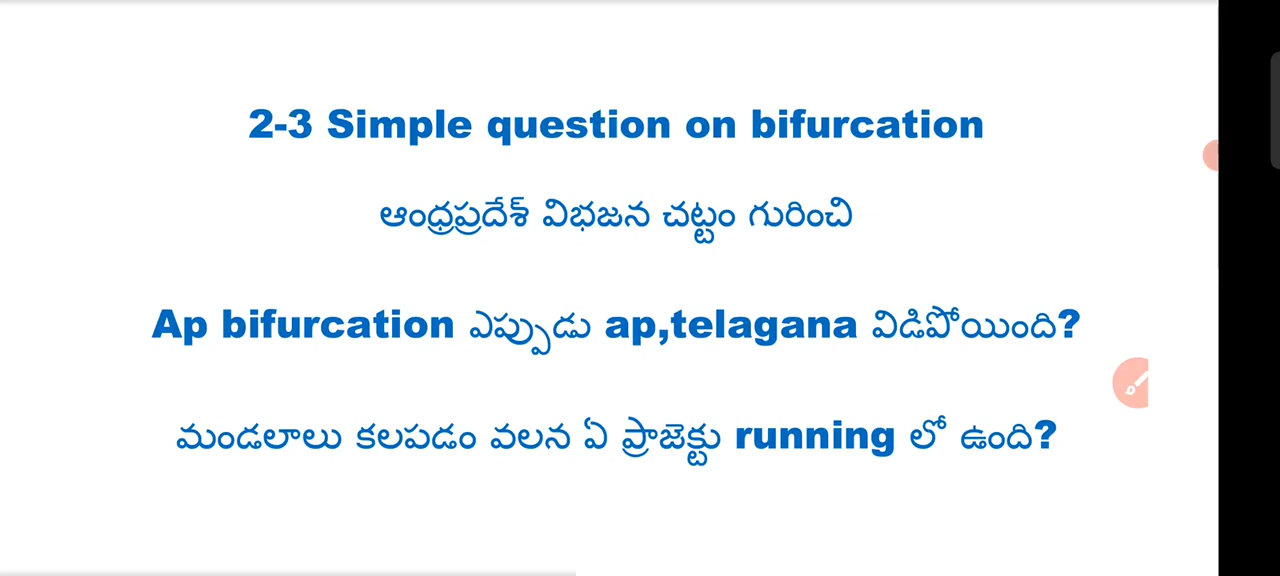 2-3 Simple question on bifurcation
ఆంధ్రప్రదేశ్ విభజన చట్టం గురించి
Ap bifurcation ఎప్పుడు ap,telagana విడిపోయింది?
మండలాలు కలపడం వలన ఏ ప్రాజెక్టు running లో ఉంది?